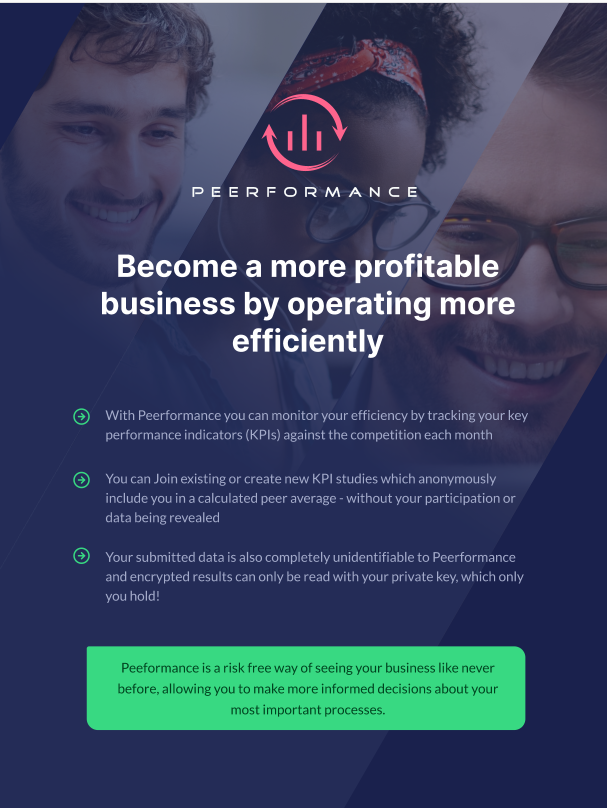 PEERFORMANCE
Become a more profitable
business by operating more
efficiently
With Peerformance you can monitor your efficiency by tracking your key
performance indicators (KPIs) against the competition each month
You can Join existing or create new KPI studies which anonymously
include you in a calculated peer average - without your participation or
data being revealed
Your submitted data is also completely unidentifiable to Peerformance
and encrypted results can only be read with your private key, which only
you hold!
Peeformance is a risk free way of seeing your business like never
before, allowing you to make more informed decisions about your
most important processes.